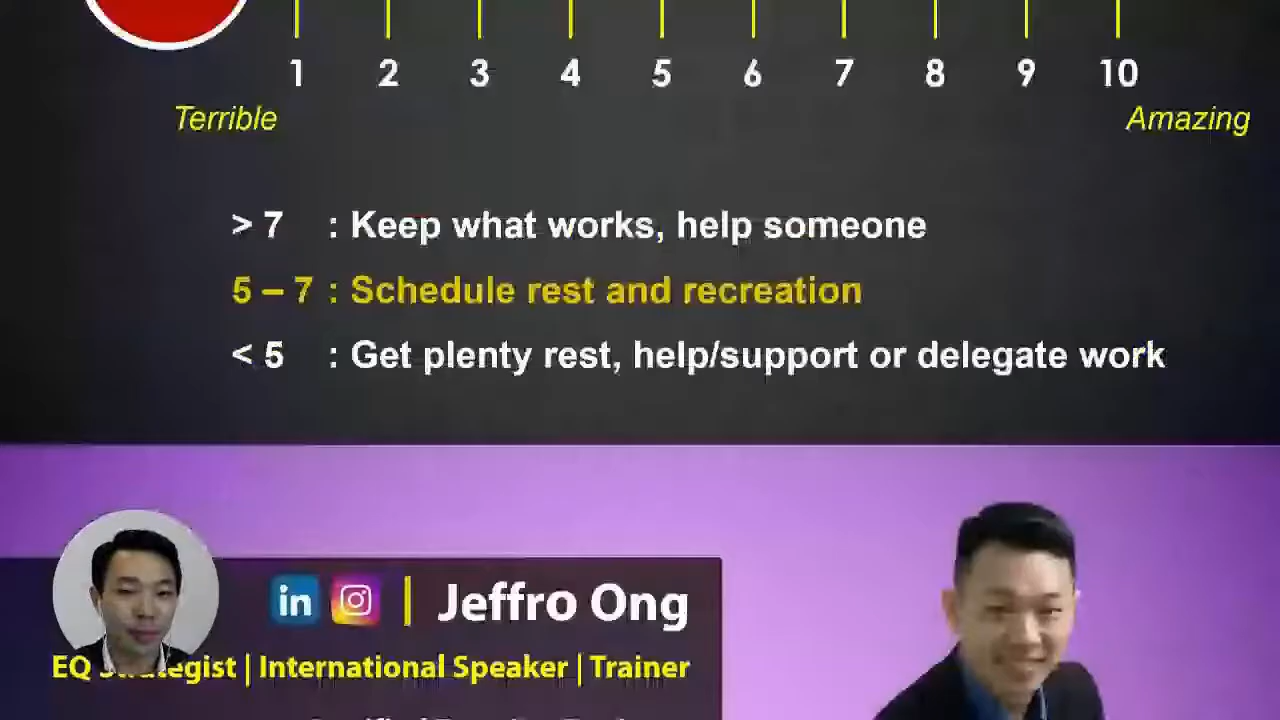 1 2 3 4 5 6 7 8 9 10
Terrible Amazing
> 7 : Keep what works, help someone
5 – 7 : Schedule rest and recreation
< 5 : Get plenty rest, help/support or delegate work
in | Jeffro Ong
EQ Strategist | International Speaker | Trainer